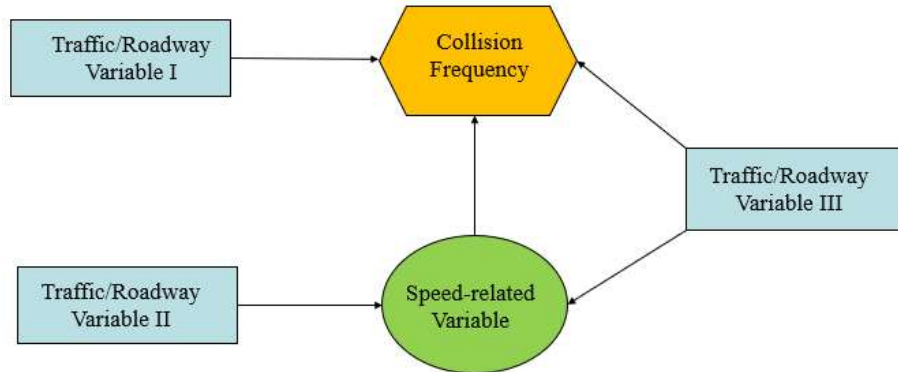 Traffic/Roadway
Variable I
Collision
Frequency
Traffic/Roadway
Variable III
Traffic/Roadway
Variable II
Speed-related
Variable